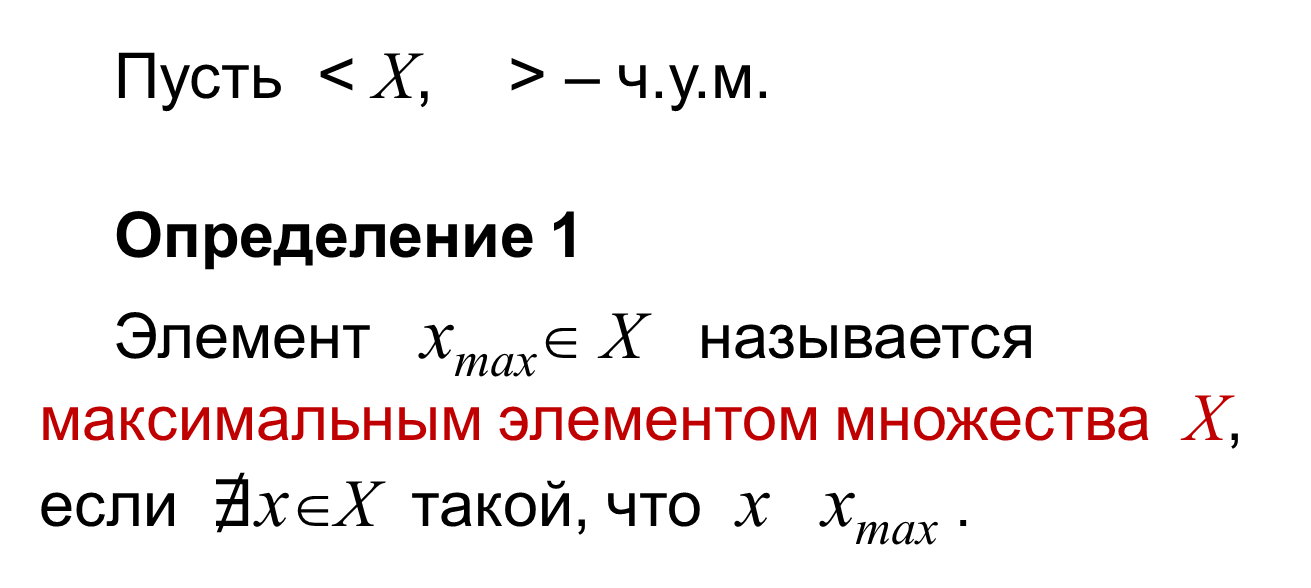 Пусть < X, > – ч.у.м.
Определение 1
Элемент x_max ∈ X называется
максимальным элементом множества X,
если ∄x∈X такой, что x x_max .